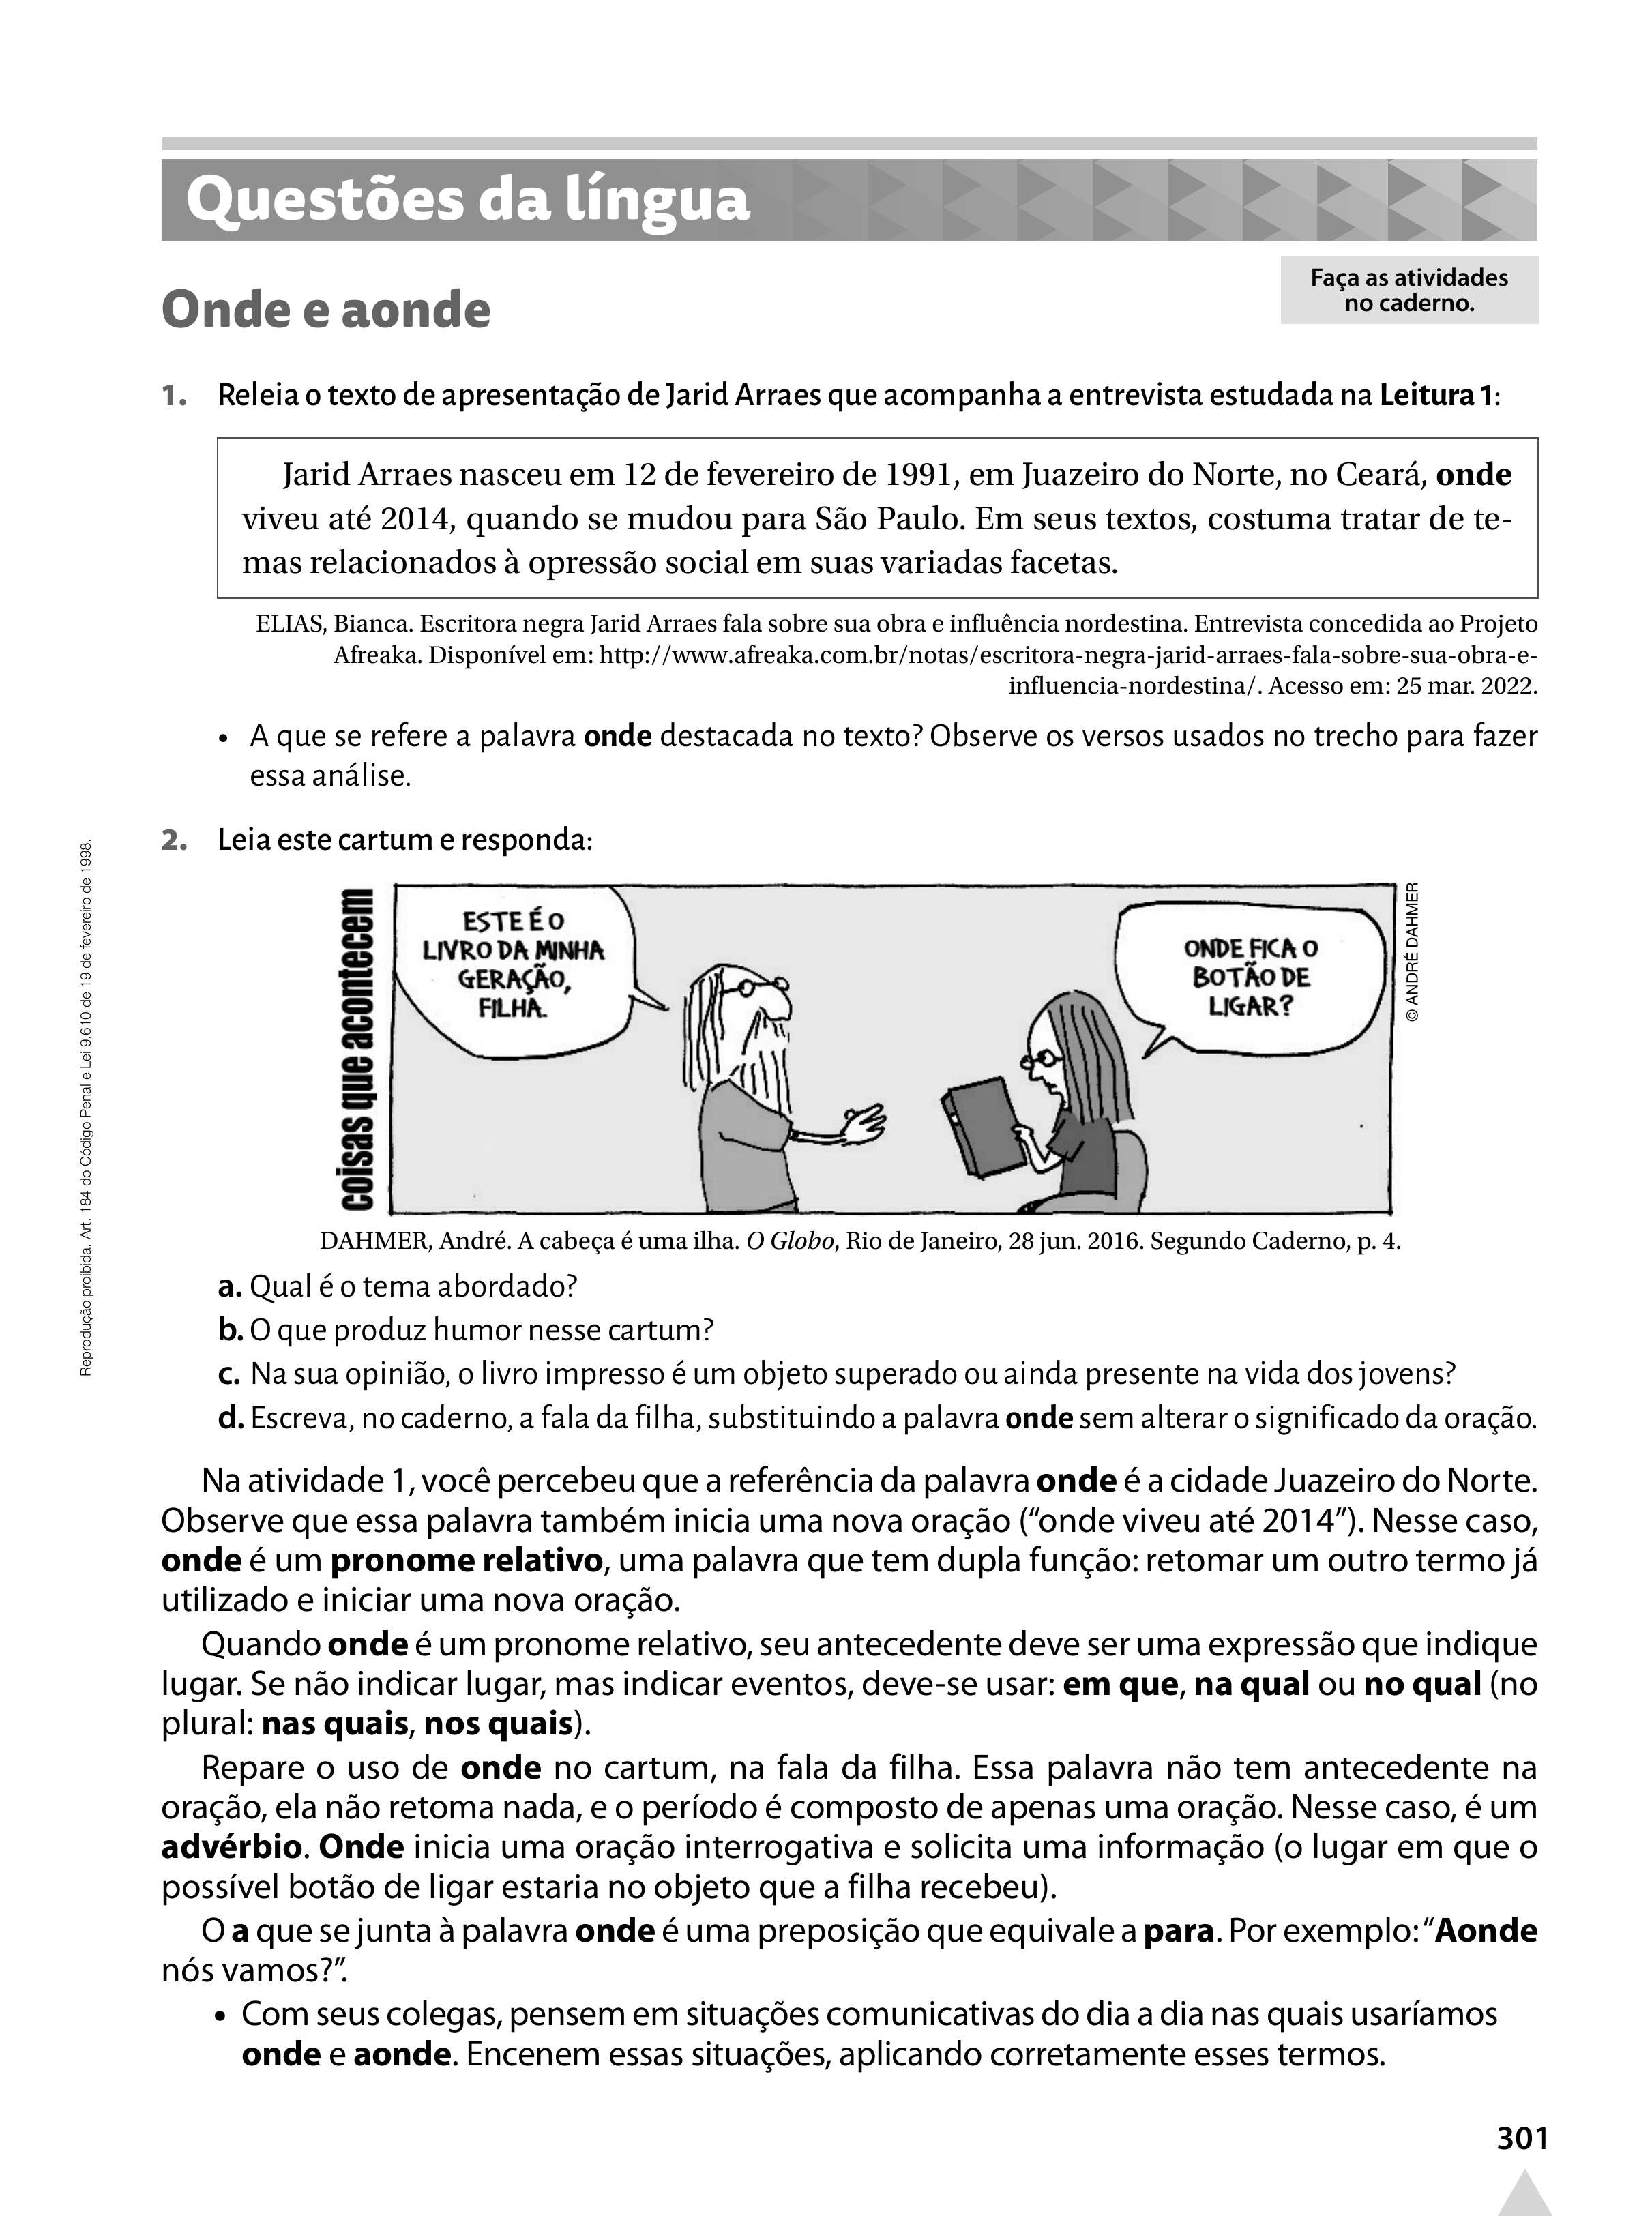 Questões da língua
Faça as atividades
no caderno.
Onde e aonde
1. Releia o texto de apresentação de Jarid Arraes que acompanha a entrevista estudada na Leitura 1:
Jarid Arraes nasceu em 12 de fevereiro de 1991, em Juazeiro do Norte, no Ceará, onde
viveu até 2014, quando se mudou para São Paulo. Em seus textos, costuma tratar de te-
mas relacionados à opressão social em suas variadas facetas.
ELIAS, Bianca. Escritora negra Jarid Arraes fala sobre sua obra e influência nordestina. Entrevista concedida ao Projeto
Afreaka. Disponível em: http://www.afreaka.com.br/notas/escritora-negra-jarid-arraes-fala-sobre-sua-obra-e-
influencia-nordestina/. Acesso em: 25 mar. 2022.
• A que se refere a palavra onde destacada no texto? Observe os versos usados no trecho para fazer
essa análise.
2. Leia este cartum e responda:
coisas que acontecem
ESTE É O
LIVRO DA MINHA
GERAÇÃO,
FILHA.
ONDE FICA O
BOTÃO DE
LIGAR?
© ANDRÉ DAHMER
DAHMER, André. A cabeça é uma ilha. O Globo, Rio de Janeiro, 28 jun. 2016. Segundo Caderno, p. 4.
a. Qual é o tema abordado?
b. O que produz humor nesse cartum?
c. Na sua opinião, o livro impresso é um objeto superado ou ainda presente na vida dos jovens?
d. Escreva, no caderno, a fala da filha, substituindo a palavra onde sem alterar o significado da oração.
Na atividade 1, você percebeu que a referência da palavra onde é a cidade Juazeiro do Norte.
Observe que essa palavra também inicia uma nova oração (“onde viveu até 2014”). Nesse caso,
onde é um pronome relativo, uma palavra que tem dupla função: retomar um outro termo já
utilizado e iniciar uma nova oração.
Quando onde é um pronome relativo, seu antecedente deve ser uma expressão que indique
lugar. Se não indicar lugar, mas indicar eventos, deve-se usar: em que, na qual ou no qual (no
plural: nas quais, nos quais).
Repare o uso de onde no cartum, na fala da filha. Essa palavra não tem antecedente na
oração, ela não retoma nada, e o período é composto de apenas uma oração. Nesse caso, é um
advérbio. Onde inicia uma oração interrogativa e solicita uma informação (o lugar em que o
possível botão de ligar estaria no objeto que a filha recebeu).
O a que se junta à palavra onde é uma preposição que equivale a para. Por exemplo: “Aonde
nós vamos?”.
• Com seus colegas, pensem em situações comunicativas do dia a dia nas quais usaríamos
onde e aonde. Encenem essas situações, aplicando corretamente esses termos.
Reprodução proibida. Art. 184 do Código Penal e Lei 9.610 de 19 de fevereiro de 1998.
301